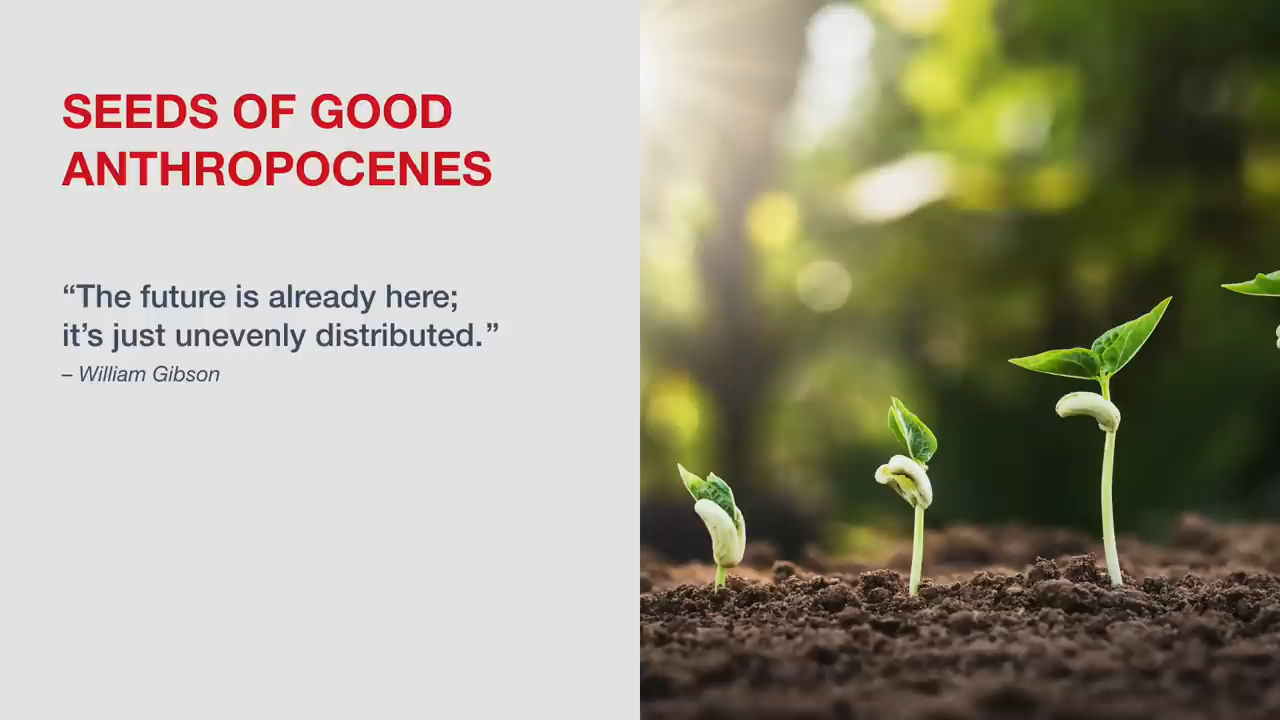 SEEDS OF GOOD
ANTHROPOCENES
“The future is already here;
it’s just unevenly distributed.”
– William Gibson